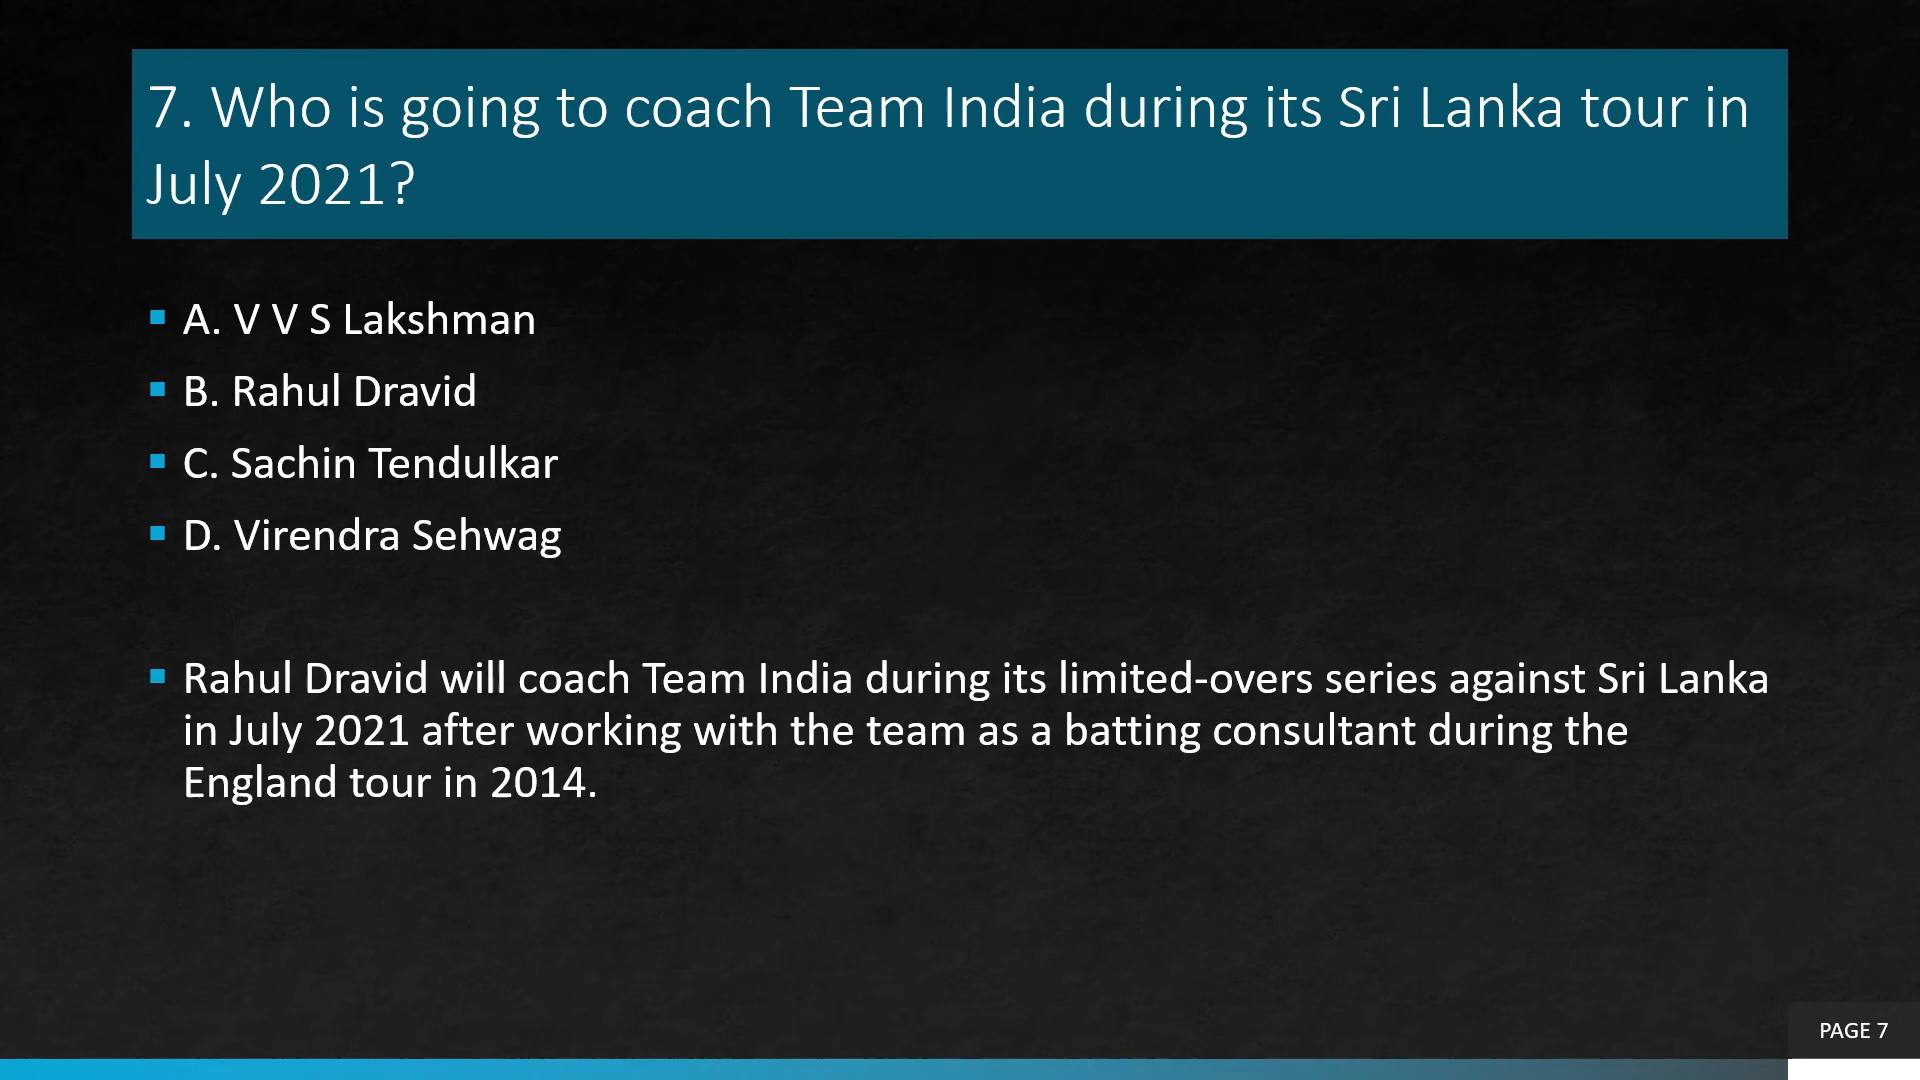 7. Who is going to coach Team India during its Sri Lanka tour in
July 2021?
A. V V S Lakshman
B. Rahul Dravid
C. Sachin Tendulkar
D. Virendra Sehwag
Rahul Dravid will coach Team India during its limited-overs series against Sri Lanka
in July 2021 after working with the team as a batting consultant during the
England tour in 2014.
PAGE 7